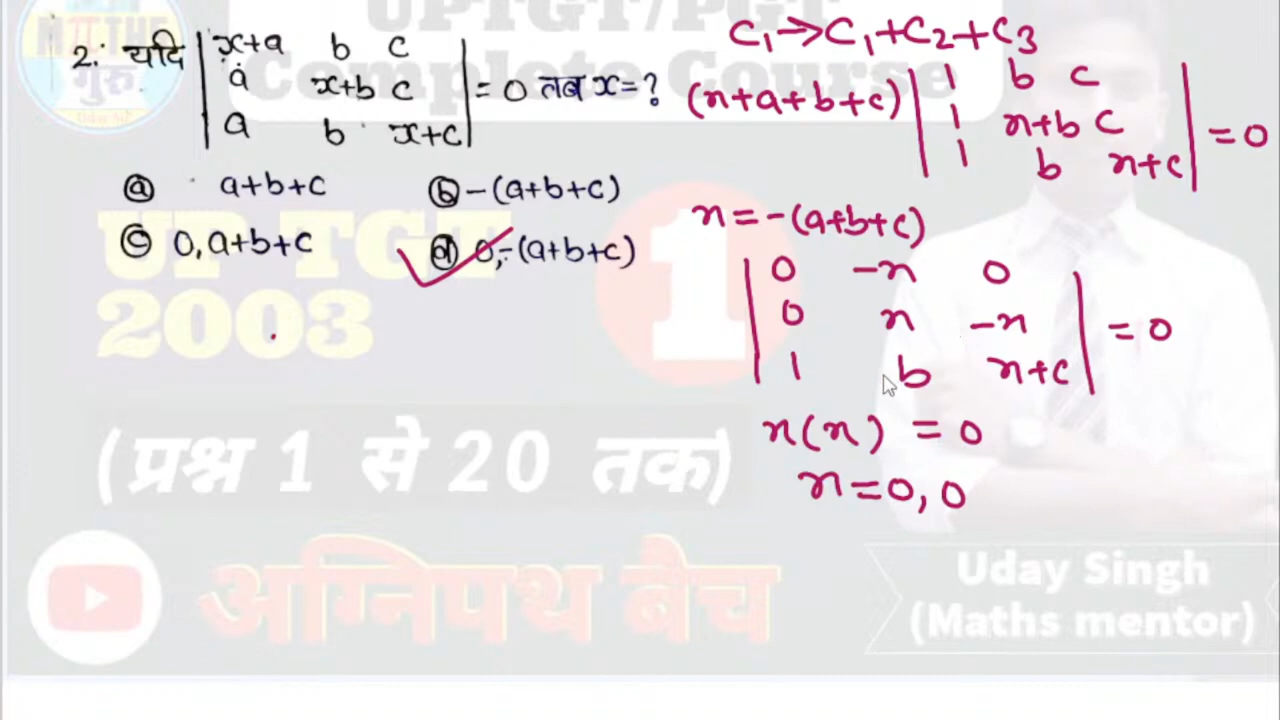 UPTGT/PGT
Complete Course
MπTHE
गुरु
2. यदि | x+a b c |
| a x+b c | = 0 तब x=?
| a b x+c |
ⓐ a+b+c ⓑ -(a+b+c)
ⓒ 0, a+b+c ⓓ 0, -(a+b+c)
C₁→C₁+C₂+C₃
(x+a+b+c) | 1 b c |
| 1 x+b c | = 0
| 1 b x+c |
x = -(a+b+c)
| 0 -x 0 |
| 0 x -x | = 0
| 1 b x+c |
x(x) = 0
x = 0, 0
UP TGT
2003
1
(प्रश्न 1 से 20 तक)
अग्निपथ बैच
Uday Singh
(Maths mentor)